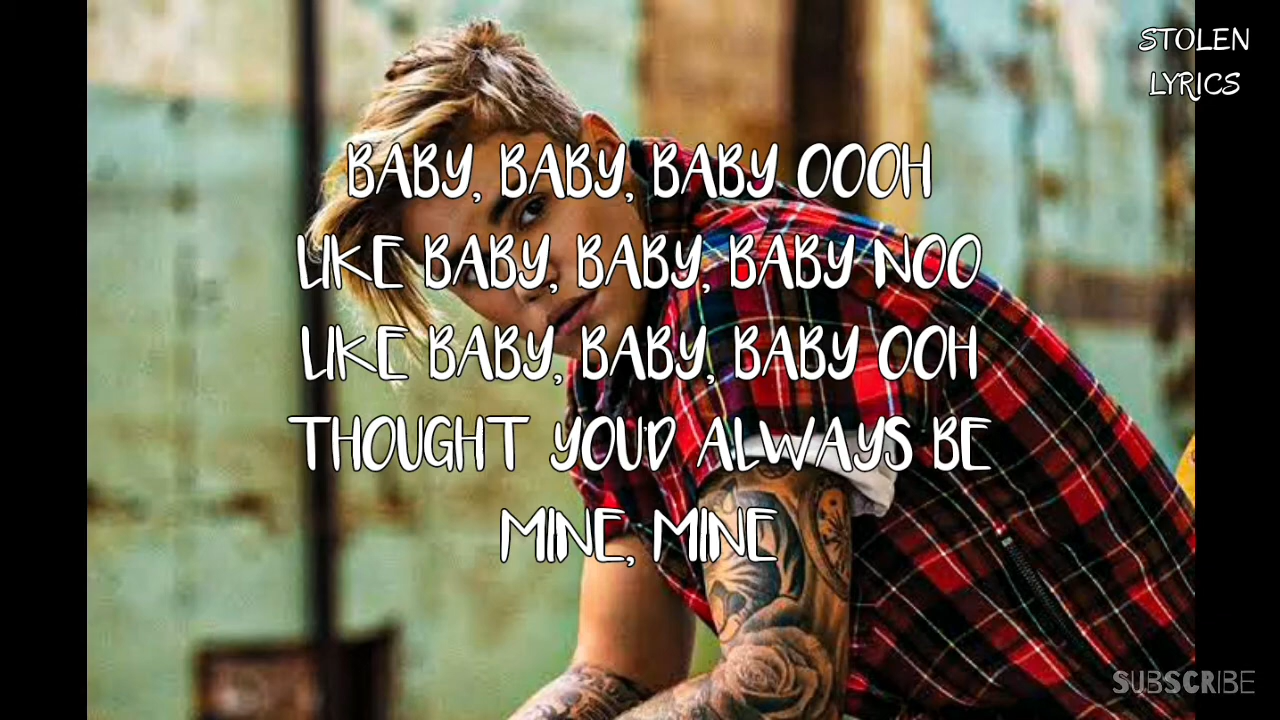 STOLEN
LYRICS
BABY, BABY, BABY OOOH
LIKE BABY, BABY, BABY NOO
LIKE BABY, BABY, BABY OOH
THOUGHT YOU'D ALWAYS BE
MINE, MINE
SUBSCRIBE